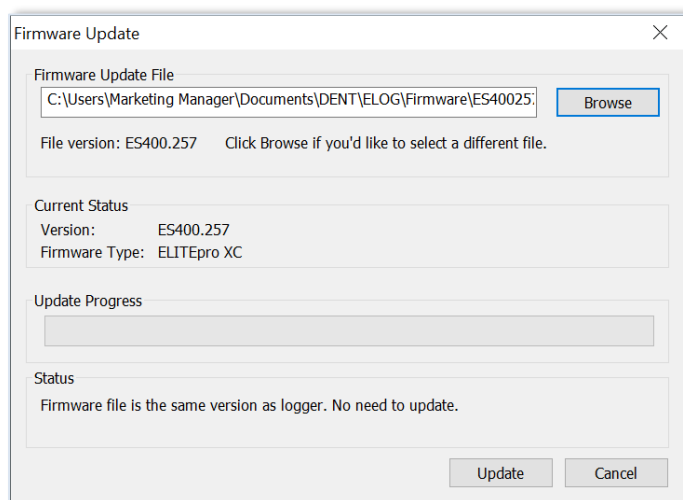 Firmware Update
Firmware Update File
C:\Users\Marketing Manager\Documents\DENT\ELOG\Firmware\ES400257
Browse
File version: ES400.257 Click Browse if you'd like to select a different file.
Current Status
Version: ES400.257
Firmware Type: ELITEpro XC
Update Progress
Status
Firmware file is the same version as logger. No need to update.
Update Cancel